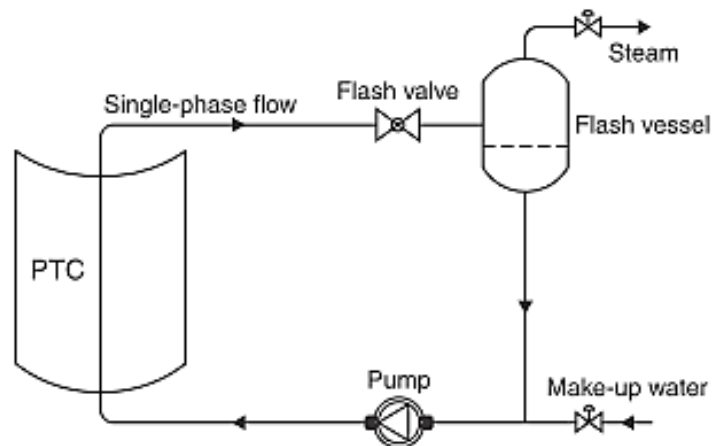 Steam
Flash valve
Single-phase flow
Flash vessel
PTC
Pump
Make-up water